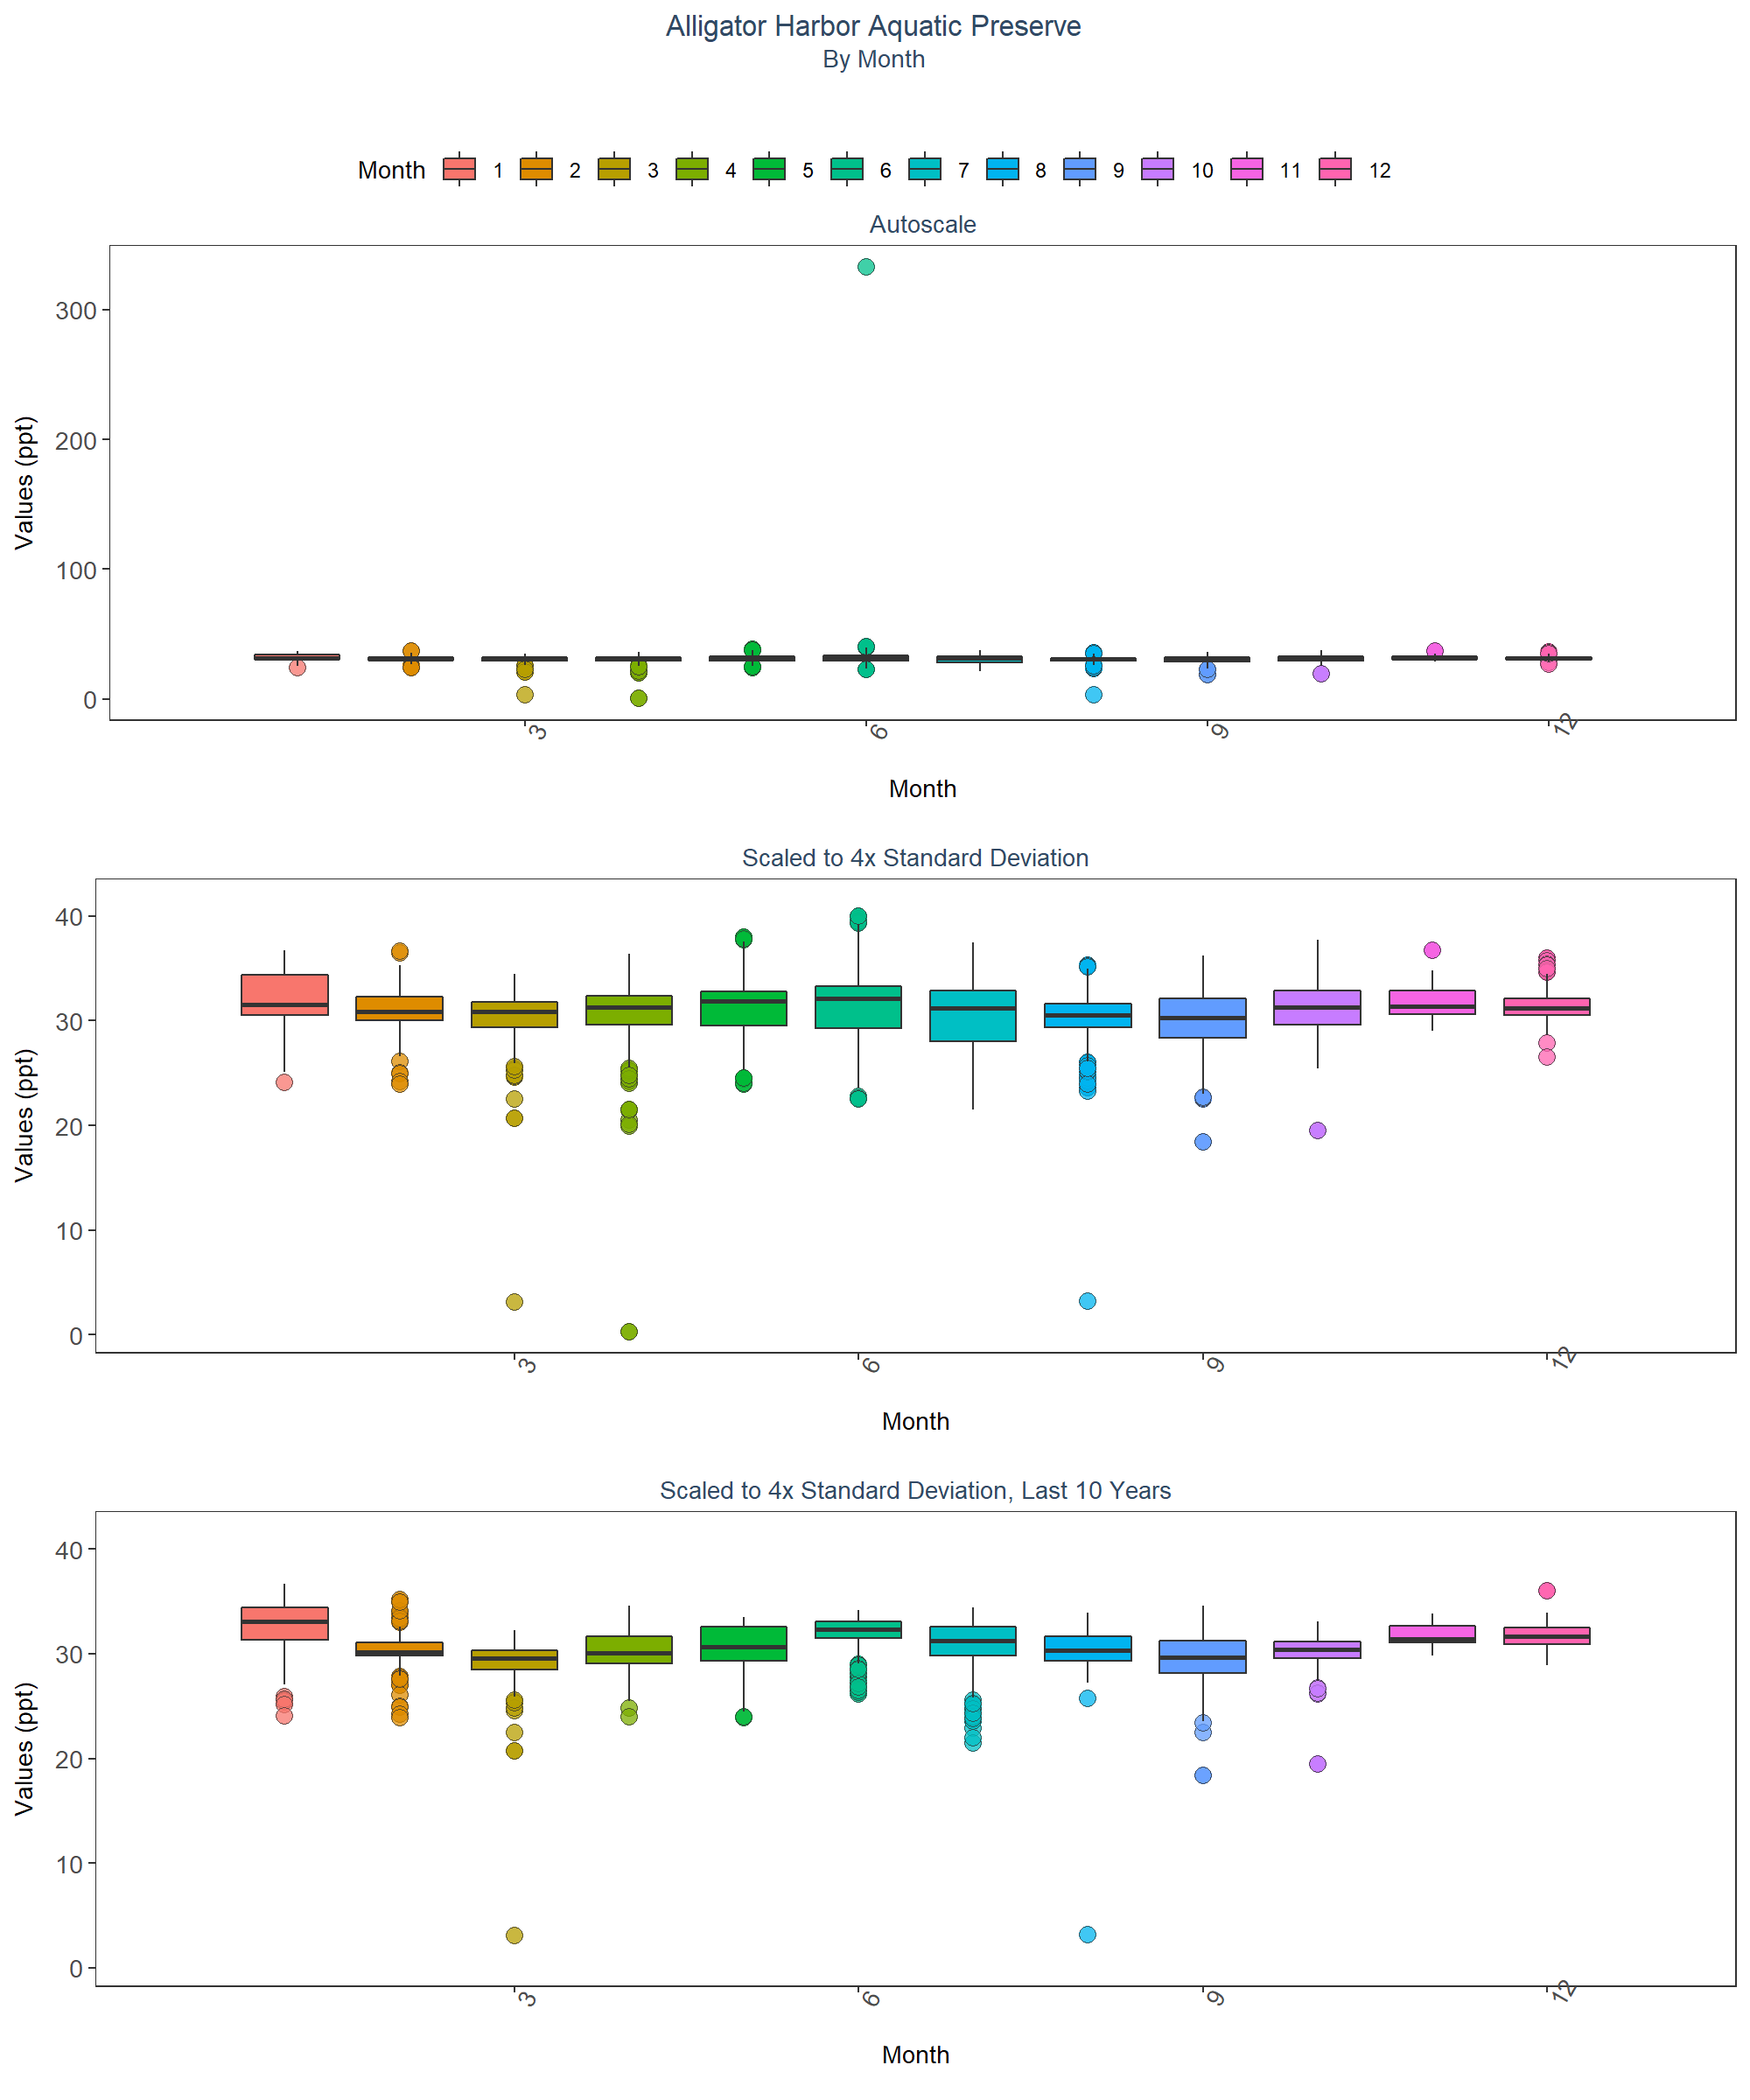 Alligator Harbor Aquatic Preserve
By Month
Month 1 2 3 4 5 6 7 8 9 10 11 12
Autoscale
Values (ppt)
300
200
100
0
3 6 9 12
Month
Scaled to 4x Standard Deviation
Values (ppt)
40
30
20
10
0
3 6 9 12
Month
Scaled to 4x Standard Deviation, Last 10 Years
Values (ppt)
40
30
20
10
0
3 6 9 12
Month